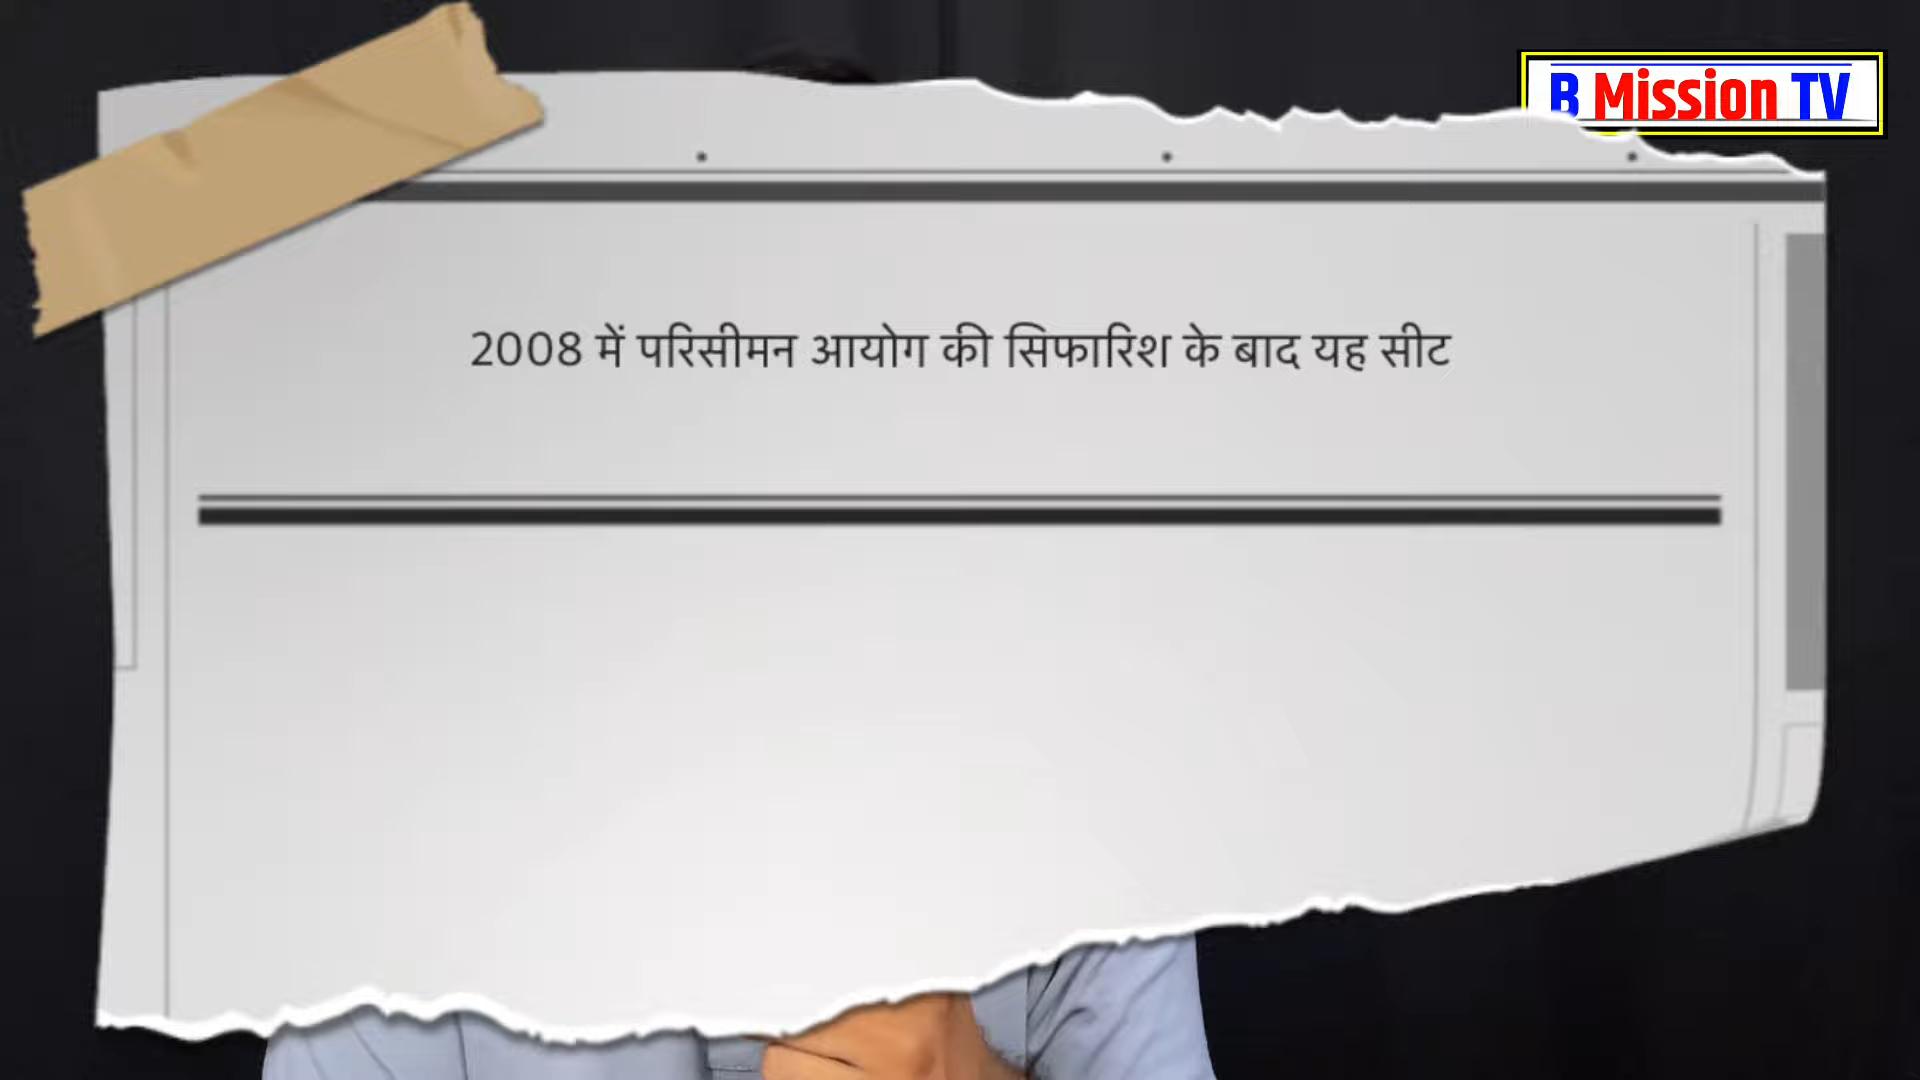 B Mission TV
2008 में परिसीमन आयोग की सिफारिश के बाद यह सीट